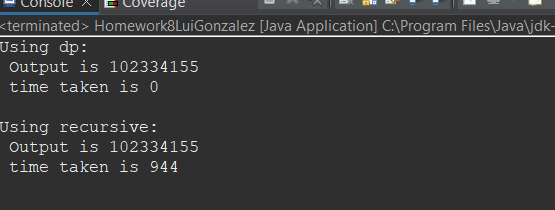 Console Coverage
<terminated> Homework8LuiGonzalez [Java Application] C:\Program Files\Java\jdk-
Using dp:
Output is 102334155
time taken is 0
Using recursive:
Output is 102334155
time taken is 944